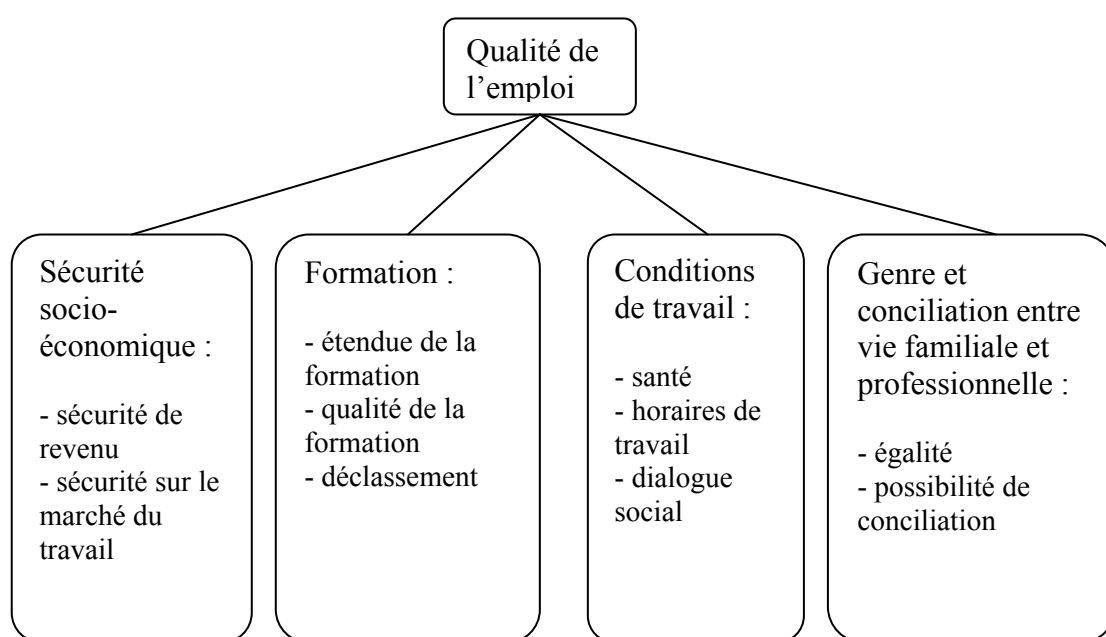 Qualité de
l’emploi
Sécurité
socio-
économique :
- sécurité de
revenu
- sécurité sur le
marché du
travail
Formation :
- étendue de la
formation
- qualité de la
formation
- déclassement
Conditions
de travail :
- santé
- horaires de
travail
- dialogue
social
Genre et
conciliation entre
vie familiale et
professionnelle :
- égalité
- possibilité de
conciliation